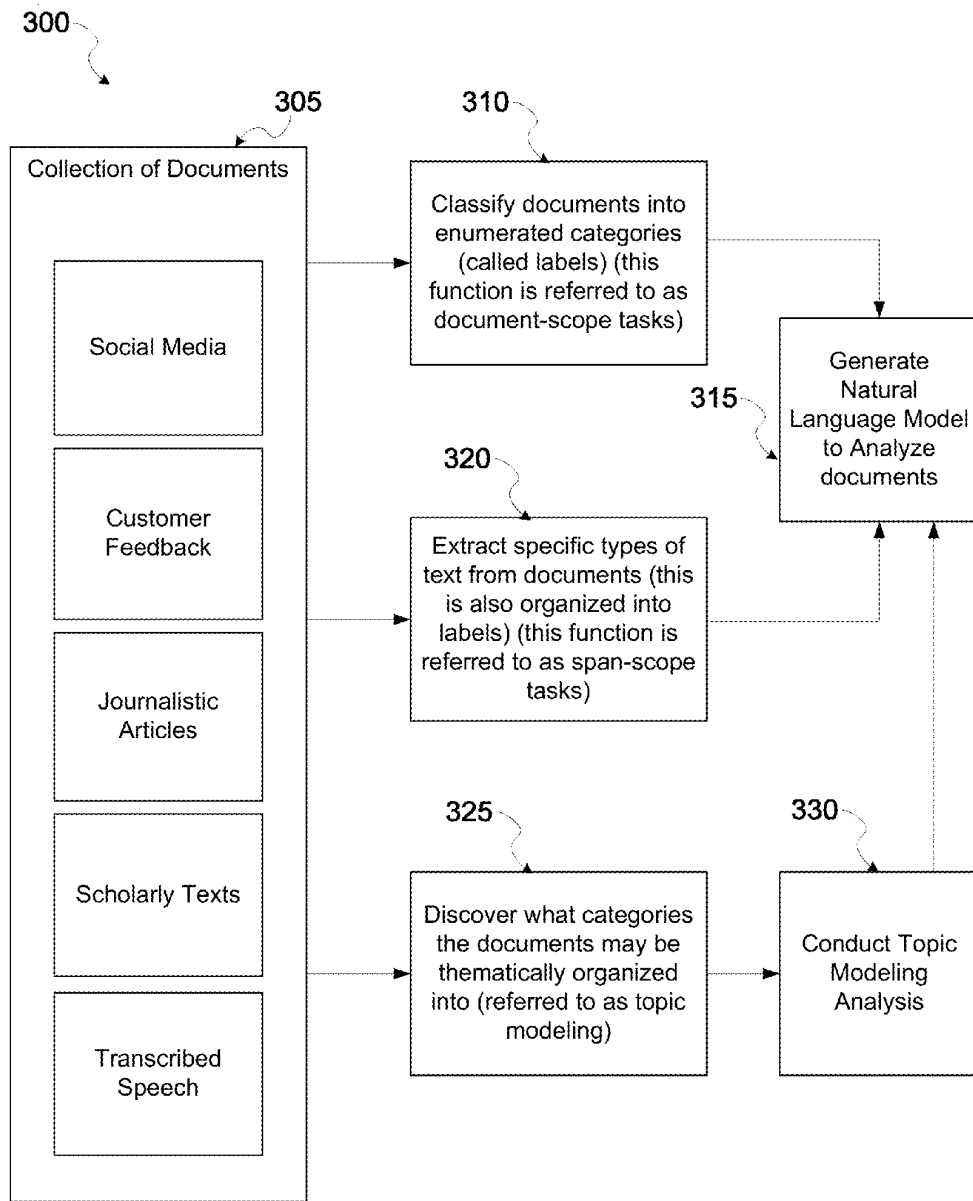 300
305
Collection of Documents
Social Media
Customer
Feedback
Journalistic
Articles
Scholarly Texts
Transcribed
Speech
310
Classify documents into
enumerated categories
(called labels) (this
function is referred to as
document-scope tasks)
315
Generate
Natural
Language Model
to Analyze
documents
320
Extract specific types of
text from documents (this
is also organized into
labels) (this function is
referred to as span-scope
tasks)
325
Discover what categories
the documents may be
thematically organized
into (referred to as topic
modeling)
330
Conduct Topic
Modeling
Analysis